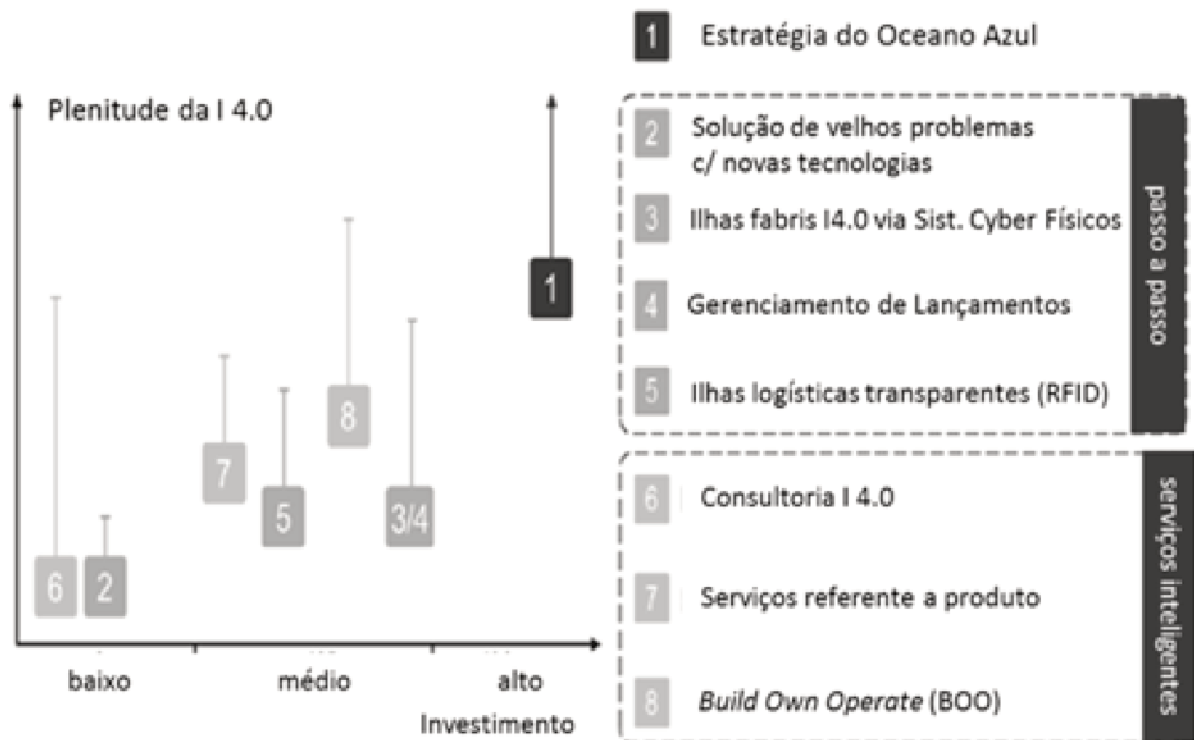 Plenitude da I 4.0
6
2
7
5
8
3/4
1
baixo
médio
alto
Investimento
1 Estratégia do Oceano Azul
2 Solução de velhos problemas
c/ novas tecnologias
3 Ilhas fabris I4.0 via Sist. Cyber Físicos
4 Gerenciamento de Lançamentos
5 Ilhas logísticas transparentes (RFID)
passo a passo
6 Consultoria I 4.0
7 Serviços referente a produto
8 Build Own Operate (BOO)
serviços inteligentes